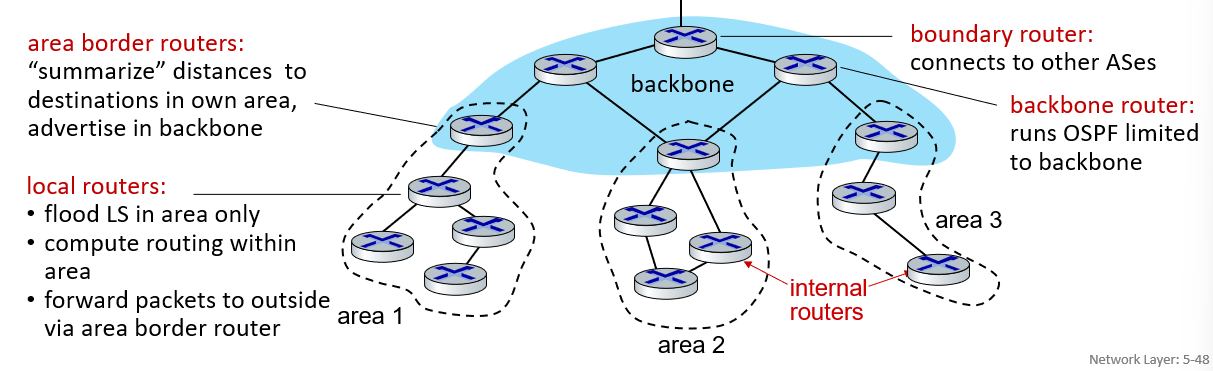 area border routers:
“summarize” distances to
destinations in own area,
advertise in backbone
local routers:
• flood LS in area only
• compute routing within
area
• forward packets to outside
via area border router
backbone
boundary router:
connects to other ASes
backbone router:
runs OSPF limited
to backbone
area 1
area 2
area 3
internal
routers
Network Layer: 5-48